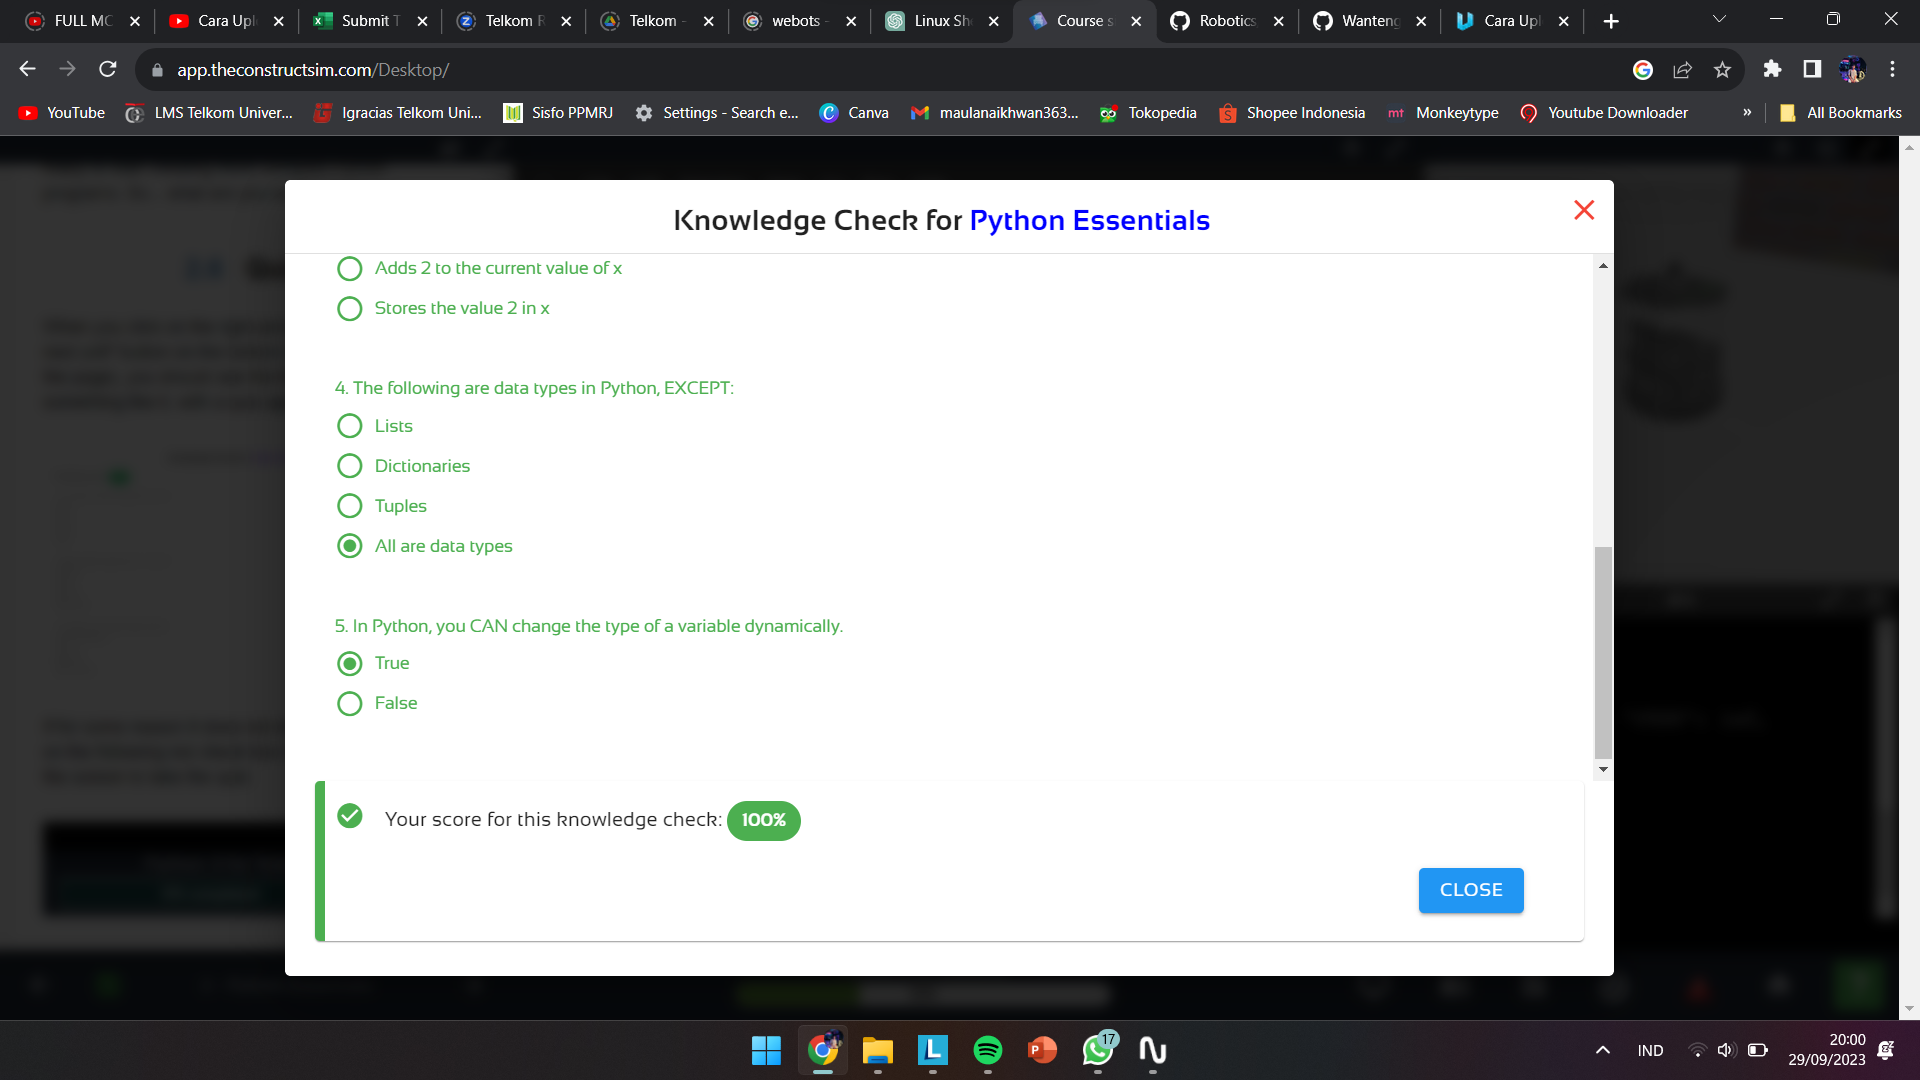 FULL MC
Cara Upl
Submit T
Telkom R
Telkom -
webots -
Linux She
Course s
Robotics
Wanteng
Cara Upl
app.theconstructsim.com/Desktop/
YouTube
LMS Telkom Univer...
Igracias Telkom Uni...
Sisfo PPMRJ
Settings - Search e...
Canva
maulanaikhwan363...
Tokopedia
Shopee Indonesia
mt Monkeytype
Youtube Downloader
»
All Bookmarks
Knowledge Check for Python Essentials
Adds 2 to the current value of x
Stores the value 2 in x
4. The following are data types in Python, EXCEPT:
Lists
Dictionaries
Tuples
All are data types
5. In Python, you CAN change the type of a variable dynamically.
True
False
Your score for this knowledge check: 100%
CLOSE
17
IND
20:00
29/09/2023